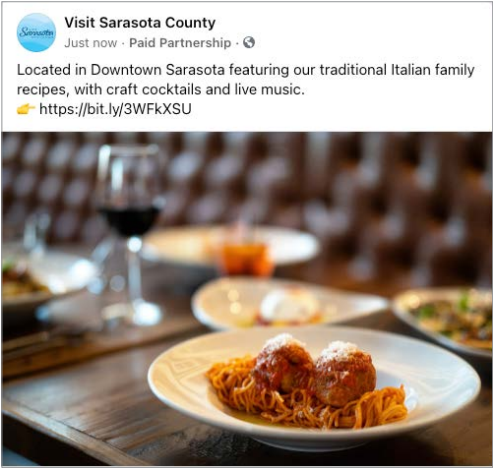 Sarasota
Visit Sarasota County
Just now · Paid Partnership ·
Located in Downtown Sarasota featuring our traditional Italian family
recipes, with craft cocktails and live music.
👉 https://bit.ly/3WFkXSU